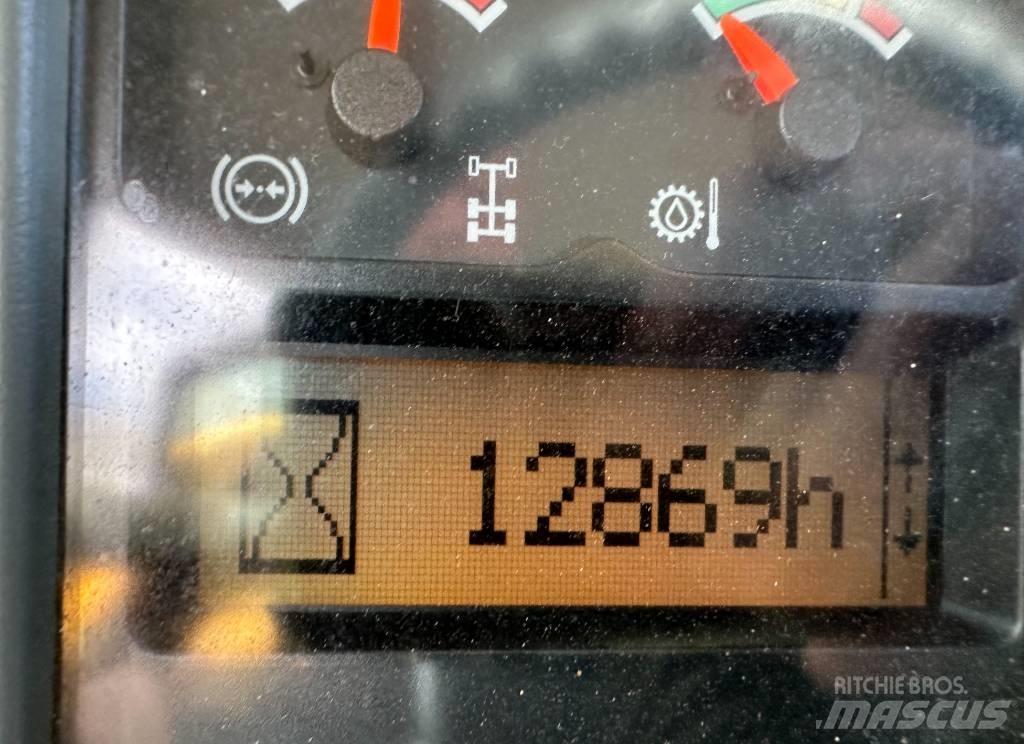 12869h
RITCHIE BROS.
MASCUS